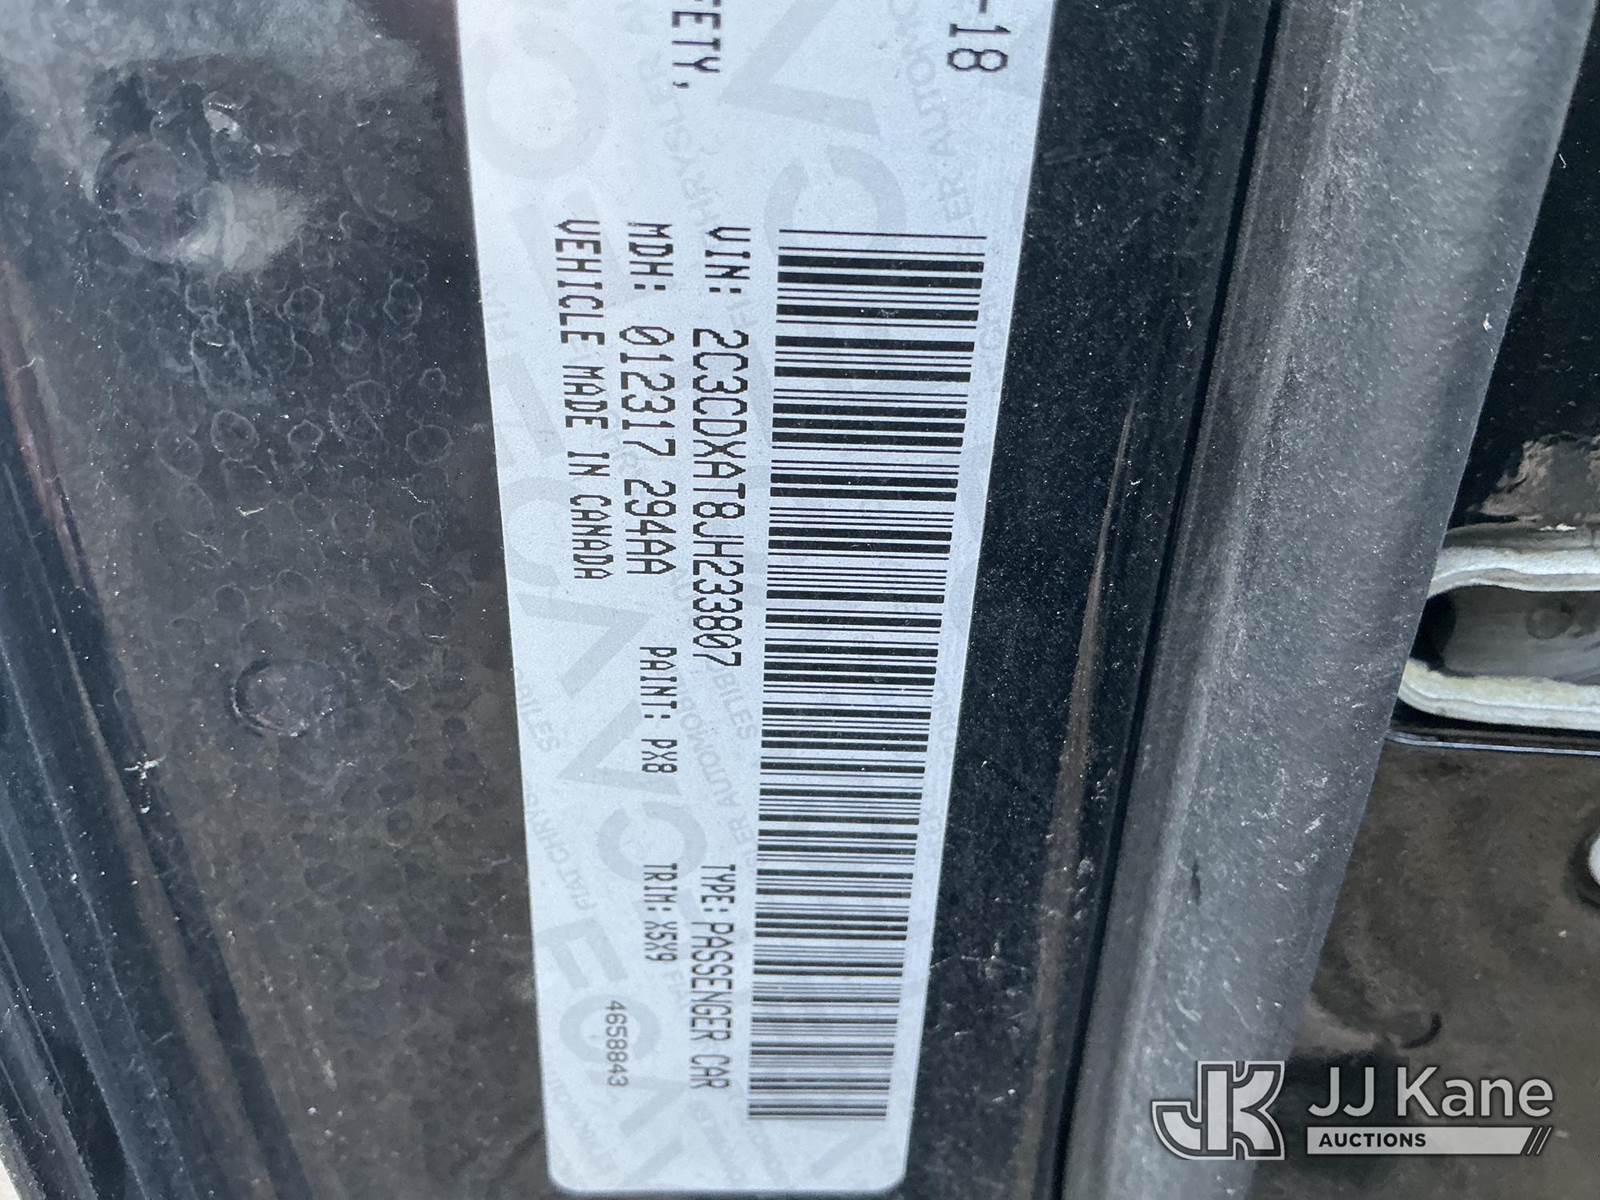 -18
FETY,
VIN: 2C3CDXAT8JH233807 TYPE: PASSENGER CAR
MDH: 012317 294AA PAINT: PX8 TRIM: X5X9
VEHICLE MADE IN CANADA 4658843
JJ Kane
AUCTIONS